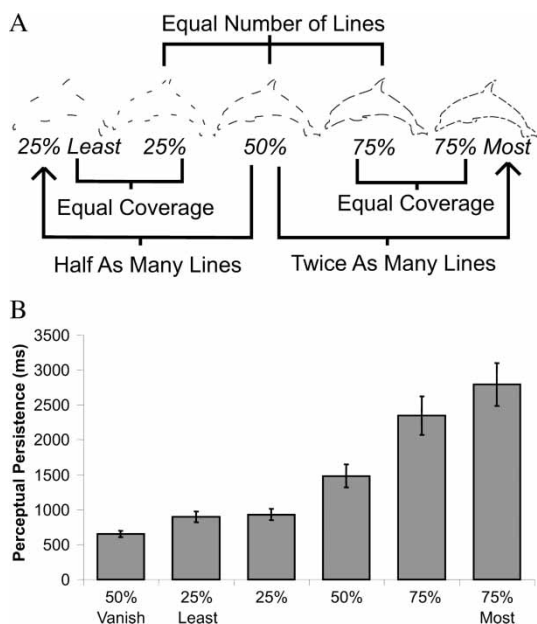 A
Equal Number of Lines
25% Least 25% 50% 75% 75% Most
Equal Coverage Equal Coverage
Half As Many Lines Twice As Many Lines
B
Perceptual Persistence (ms)
3500
3000
2500
2000
1500
1000
500
0
50% 25% 25% 50% 75% 75%
Vanish Least Most